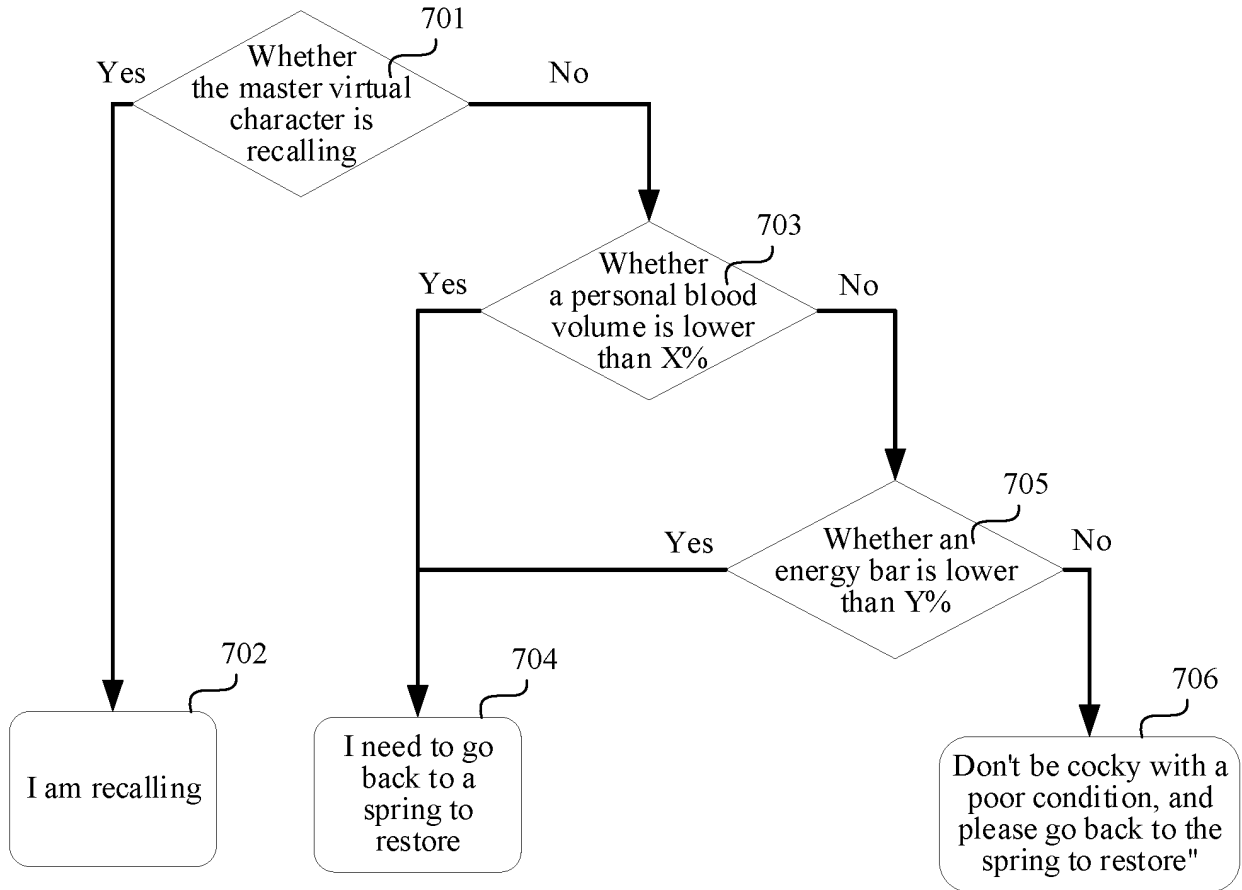 701
Whether
the master virtual
character is
recalling
Yes
No
703
Whether
a personal blood
volume is lower
than X%
Yes
No
705
Whether an
energy bar is lower
than Y%
Yes
No
702
I am recalling
704
I need to go
back to a
spring to
restore
706
Don't be cocky with a
poor condition, and
please go back to the
spring to restore"